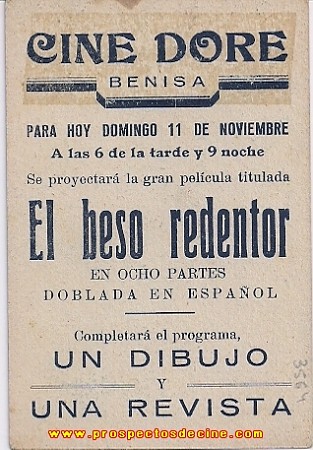 CINE DORE
BENISA
PARA HOY DOMINGO 11 DE NOVIEMBRE
A las 6 de la tarde y 9 noche
Se proyectará la gran película titulada
El beso redentor
EN OCHO PARTES
DOBLADA EN ESPAÑOL
Completará el programa,
UN DIBUJO
Y
UNA REVISTA
3564
www.prospectosdecine.com